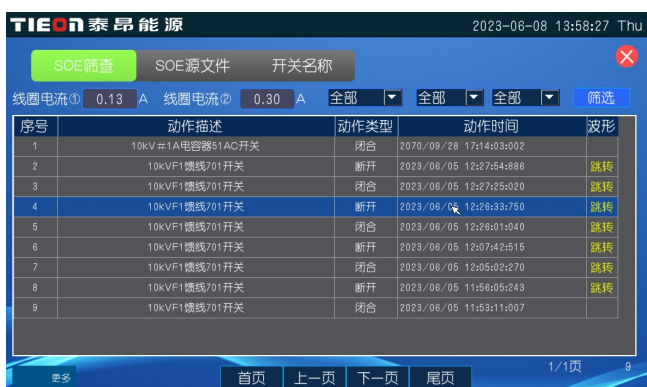 TIEON泰昂能源 2023-06-08 13:58:27 Thu
SOE筛查 SOE源文件 开关名称
线圈电流① 0.13 A 线圈电流② 0.30 A 全部 全部 全部 筛选
序号 动作描述 动作类型 动作时间 波形
1 10kV#1A电容器51AC开关 闭合 2070/09/28 17:14:03:002
2 10kVF1馈线701开关 断开 2023/06/05 12:27:54:886 跳转
3 10kVF1馈线701开关 闭合 2023/06/05 12:27:25:020 跳转
4 10kVF1馈线701开关 断开 2023/06/05 12:26:33:750 跳转
5 10kVF1馈线701开关 闭合 2023/06/05 12:26:01:040 跳转
6 10kVF1馈线701开关 断开 2023/06/05 12:07:42:515 跳转
7 10kVF1馈线701开关 闭合 2023/06/05 12:05:02:270 跳转
8 10kVF1馈线701开关 断开 2023/06/05 11:56:05:243 跳转
9 10kVF1馈线701开关 闭合 2023/06/05 11:53:11:007
1/1页 9
更多 首页 上一页 下一页 尾页